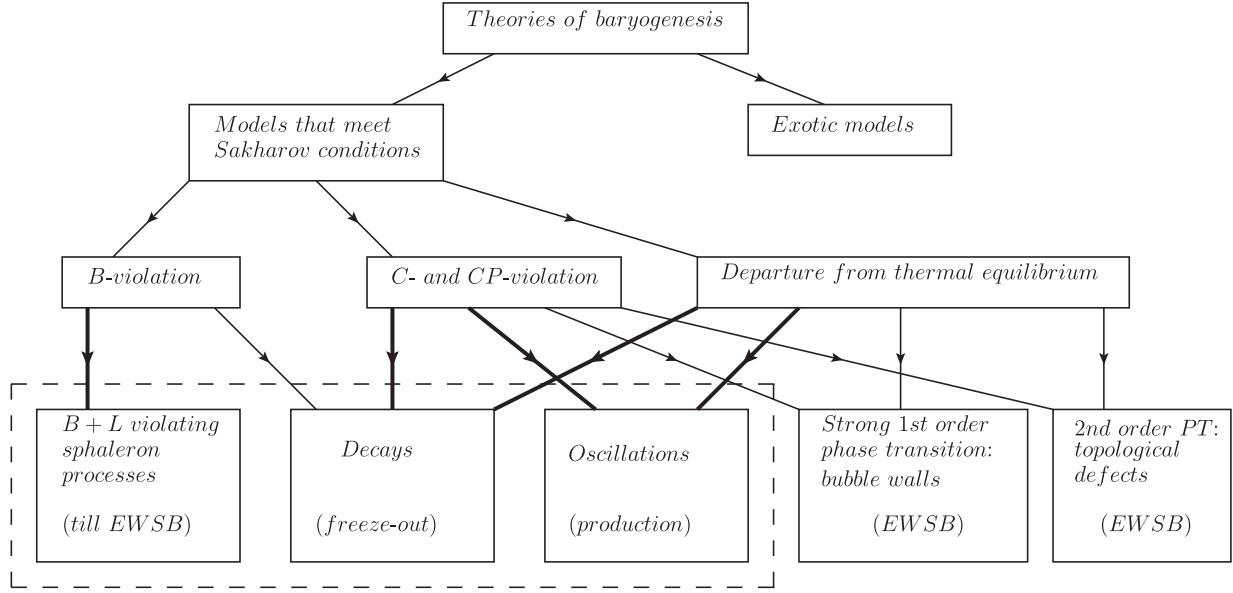 Theories of baryogenesis
Models that meet
Sakharov conditions
Exotic models
B-violation
C- and CP-violation
Departure from thermal equilibrium
B + L violating
sphaleron
processes
(till EWSB)
Decays
(freeze-out)
Oscillations
(production)
Strong 1st order
phase transition:
bubble walls
(EWSB)
2nd order PT:
topological
defects
(EWSB)